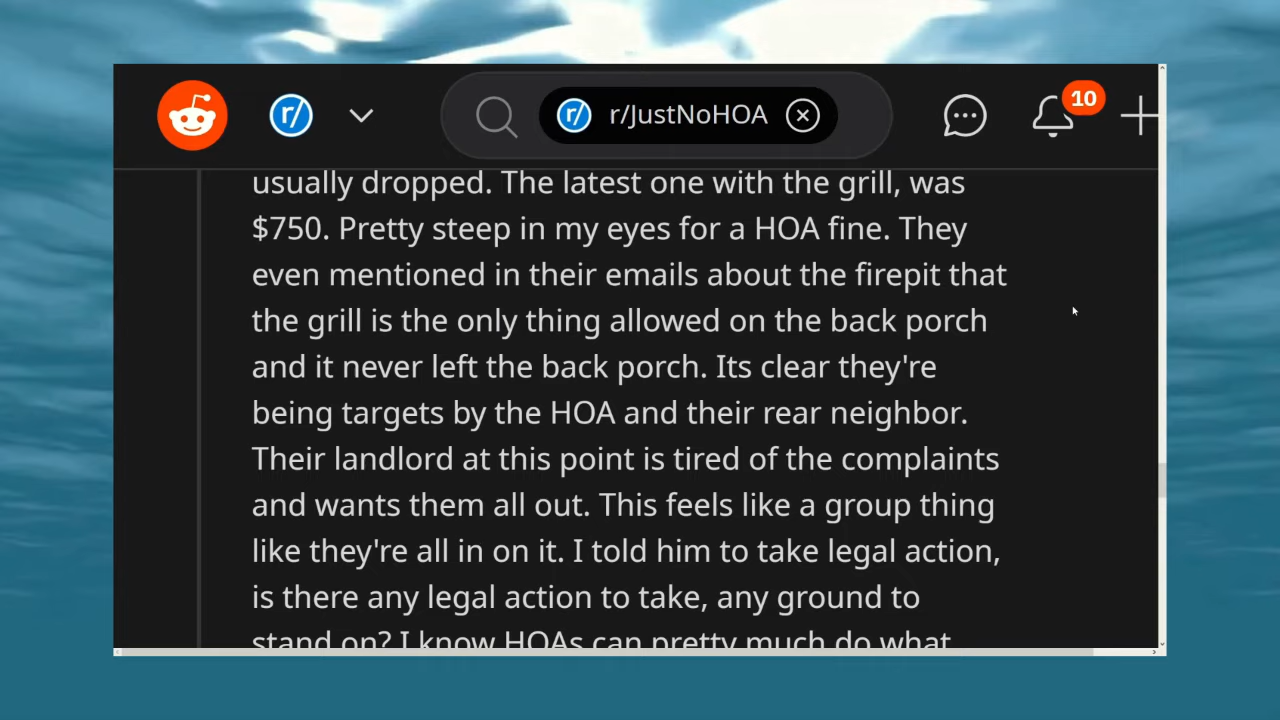 r/ r/ r/JustNoHOA 10
usually dropped. The latest one with the grill, was
$750. Pretty steep in my eyes for a HOA fine. They
even mentioned in their emails about the firepit that
the grill is the only thing allowed on the back porch
and it never left the back porch. Its clear they're
being targets by the HOA and their rear neighbor.
Their landlord at this point is tired of the complaints
and wants them all out. This feels like a group thing
like they're all in on it. I told him to take legal action,
is there any legal action to take, any ground to
stand on? I know HOAs can pretty much do what